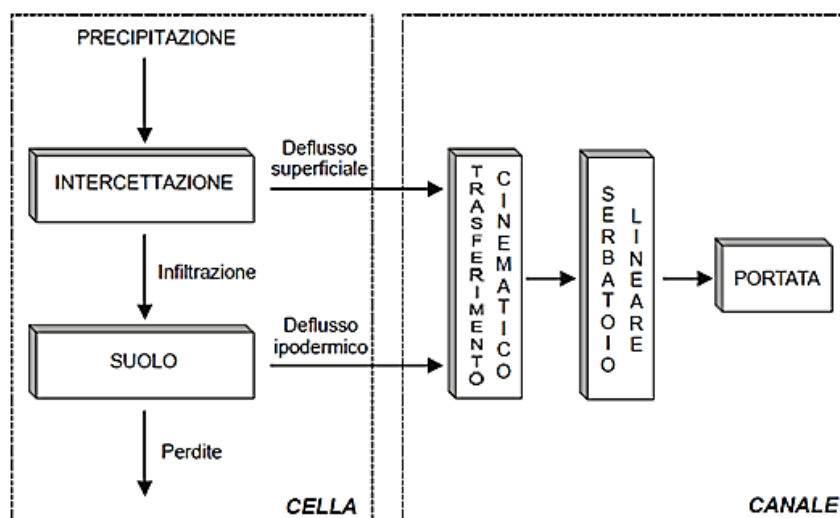 PRECIPITAZIONE
INTERCETTAZIONE
Deflusso
superficiale
Infiltrazione
SUOLO
Deflusso
ipodermico
Perdite
CELLA
TRASFERIMENTO
CINEMATICO
SERBATOIO
LINEARE
PORTATA
CANALE